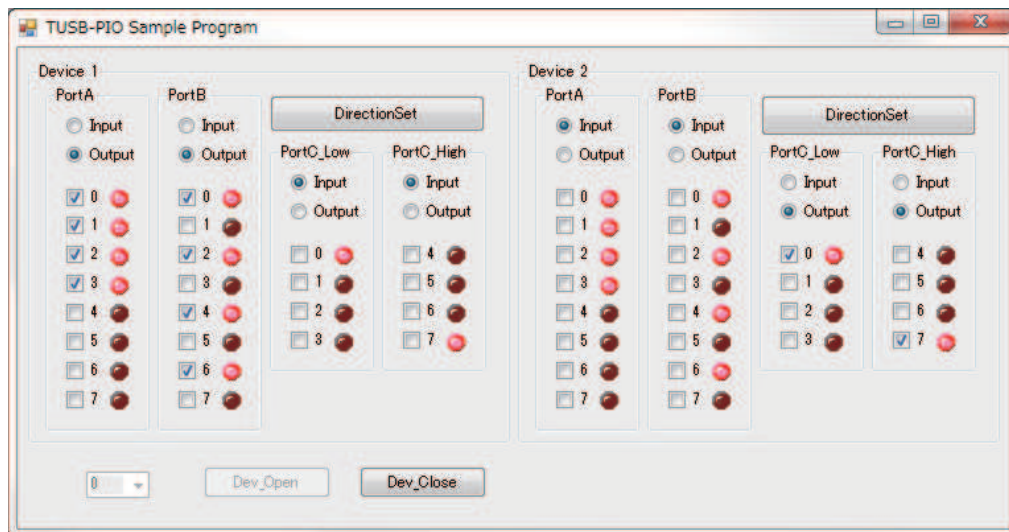 TUSB-PIO Sample Program
Device 1
PortA
Input
Output
0
1
2
3
4
5
6
7
PortB
Input
Output
0
1
2
3
4
5
6
7
DirectionSet
PortC_Low
Input
Output
0
1
2
3
PortC_High
Input
Output
4
5
6
7
Device 2
PortA
Input
Output
0
1
2
3
4
5
6
7
PortB
Input
Output
0
1
2
3
4
5
6
7
DirectionSet
PortC_Low
Input
Output
0
1
2
3
PortC_High
Input
Output
4
5
6
7
0
Dev_Open
Dev_Close